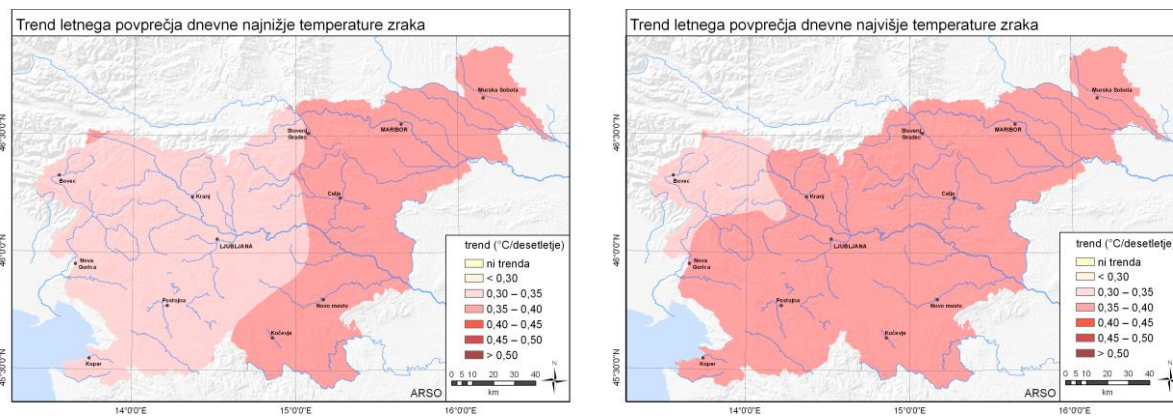 Trend letnega povprečja dnevne najnižje temperature zraka
Murska Sobota
MARIBOR
Slovenj
Gradec
46°30'0"N
Bovec
Kranj
Celje
LJUBLJANA
46°0'0"N
Nova
Gorica
Postojna
Novo mesto
Kočevje
Koper
45°30'0"N
trend (°C/desetletje)
ni trenda
< 0,30
0,30 – 0,35
0,35 – 0,40
0,40 – 0,45
0,45 – 0,50
> 0,50
0 5 10 20 30 40
km
N
ARSO
14°0'0"E
15°0'0"E
16°0'0"E
Trend letnega povprečja dnevne najvišje temperature zraka
Murska Sobota
MARIBOR
Slovenj
Gradec
46°30'0"N
Bovec
Kranj
Celje
LJUBLJANA
46°0'0"N
Nova
Gorica
Postojna
Novo mesto
Kočevje
Koper
45°30'0"N
trend (°C/desetletje)
ni trenda
< 0,30
0,30 – 0,35
0,35 – 0,40
0,40 – 0,45
0,45 – 0,50
> 0,50
0 5 10 20 30 40
km
N
ARSO
14°0'0"E
15°0'0"E
16°0'0"E